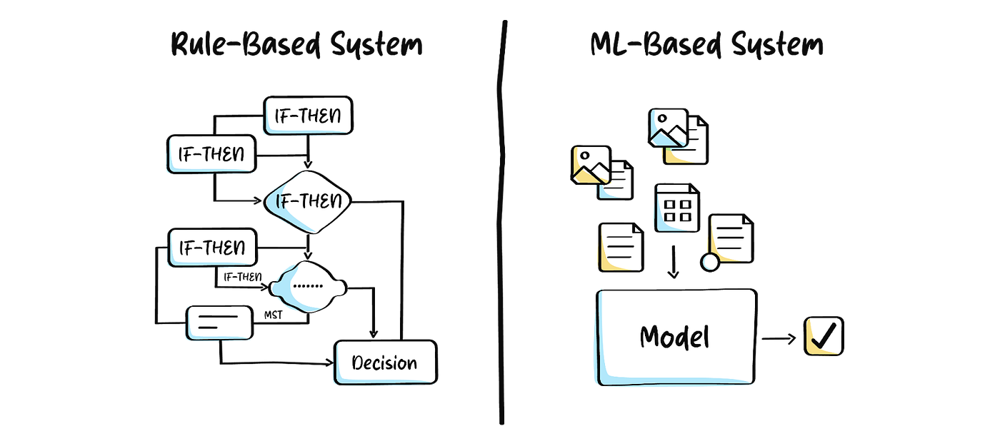 Rule-Based System
IF-THEN
IF-THEN
IF-THEN
IF-THEN
IF-THEN
.......
MST
Decision
ML-Based System
Model